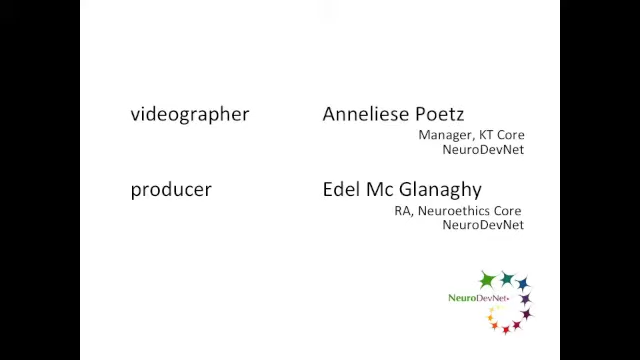 videographer Anneliese Poetz
Manager, KT Core
NeuroDevNet
producer Edel Mc Glanaghy
RA, Neuroethics Core
NeuroDevNet
NeuroDevNet